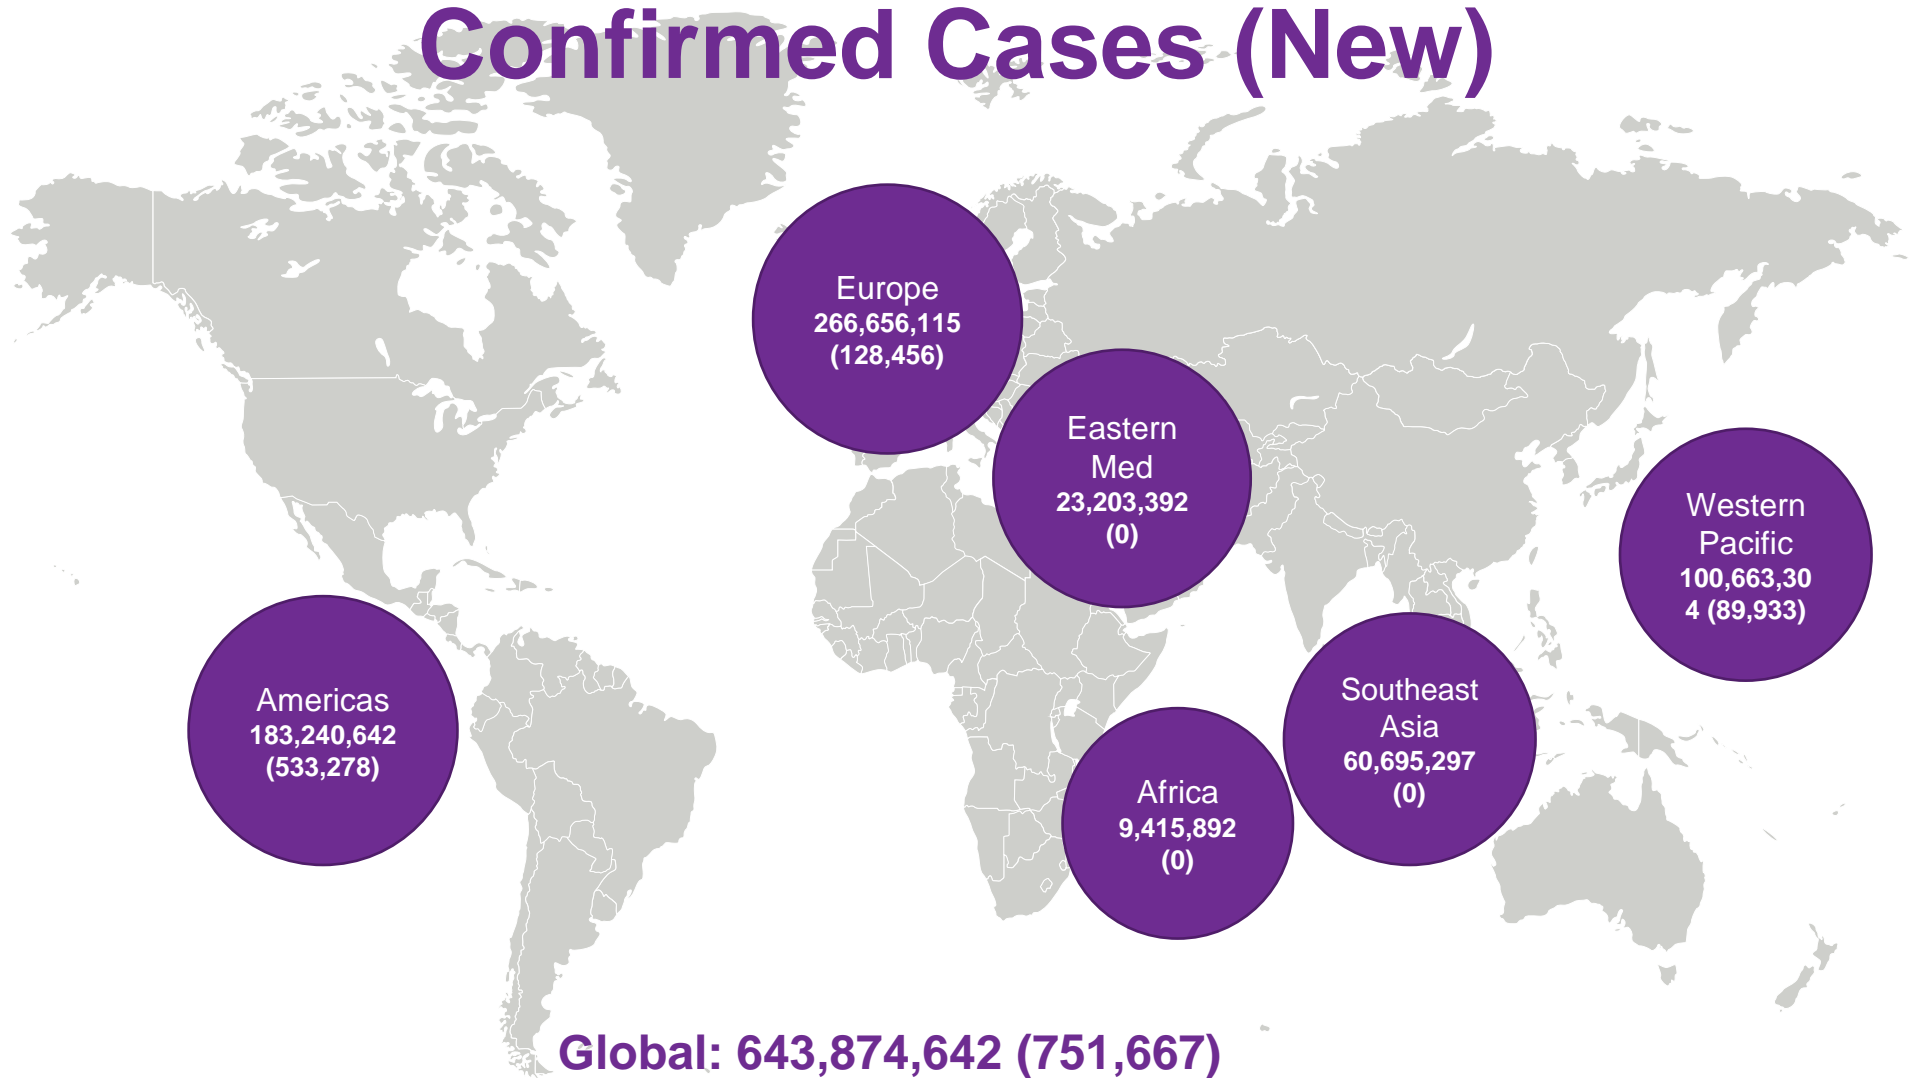 Confirmed Cases (New)
Europe
266,656,115
(128,456)
Eastern
Med
23,203,392
(0)
Western
Pacific
100,663,30
4 (89,933)
Americas
183,240,642
(533,278)
Southeast
Asia
60,695,297
(0)
Africa
9,415,892
(0)
Global: 643,874,642 (751,667)